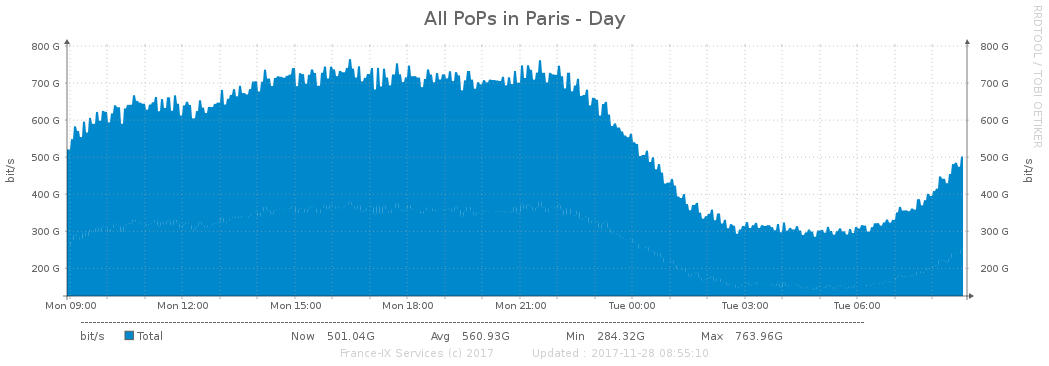 All PoPs in Paris - Day
RRDTOOL / TOBI OETIKER
800 G 800 G
700 G 700 G
600 G 600 G
500 G 500 G
400 G 400 G
300 G 300 G
200 G 200 G
bit/s bit/s
Mon 09:00 Mon 12:00 Mon 15:00 Mon 18:00 Mon 21:00 Tue 00:00 Tue 03:00 Tue 06:00
bit/s Total Now 501.04G Avg 560.93G Min 284.32G Max 763.96G
France-IX Services (c) 2017 Updated : 2017-11-28 08:55:10